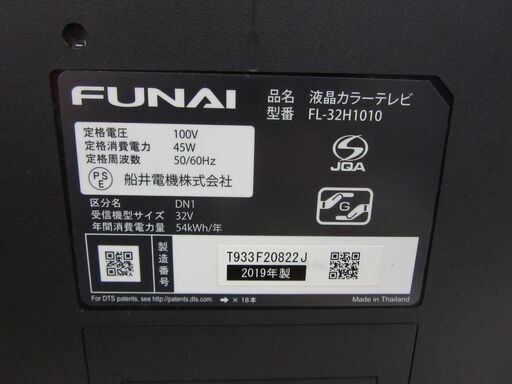 FUNAI
品名 液晶カラーテレビ
型番 FL-32H1010
定格電圧 100V
定格消費電力 45W
定格周波数 50/60Hz
PSE 船井電機株式会社
JQA
G
区分名 DN1
受信機型サイズ 32V
年間消費電力量 54kWh/年
製造番号
T933F20822J
2019年製
For DTS patents, see http://patents.dts.com.
➡ ×18本
Made in Thailand